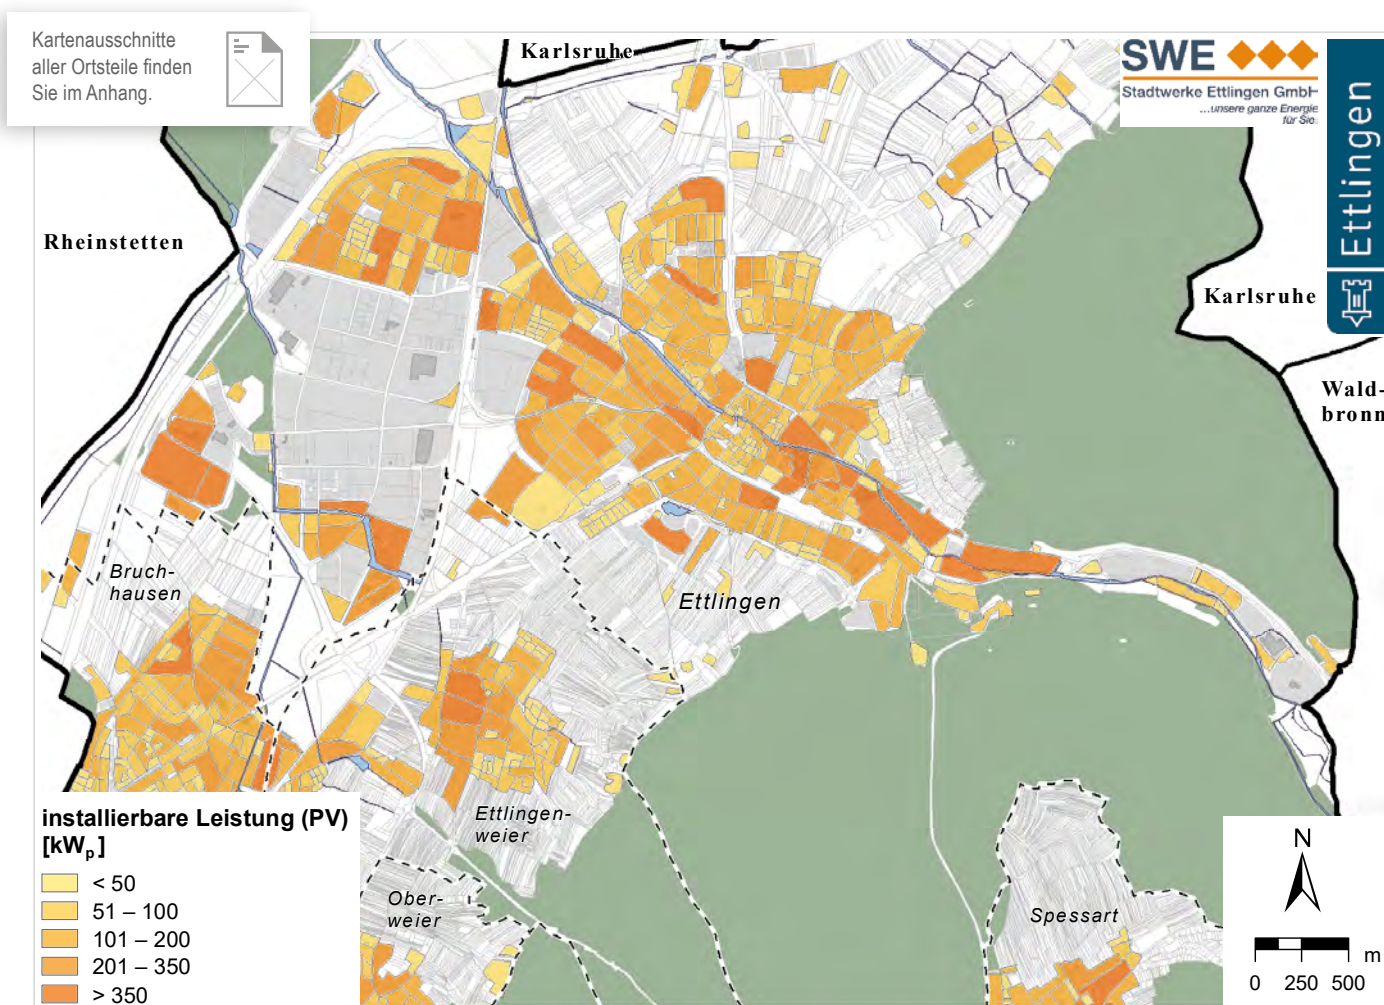 Kartenausschnitte
aller Ortsteile finden
Sie im Anhang.
Karlsruhe
SWE
Stadtwerke Ettlingen GmbH
...unsere ganze Energie
für Sie.
Ettlingen
Rheinstetten
Karlsruhe
Wald-
bronn
Bruch-
hausen
Ettlingen
Ettlingen-
weier
Ober-
weier
Spessart
installierbare Leistung (PV)
[kWp]
< 50
51 – 100
101 – 200
201 – 350
> 350
N
m
0 250 500